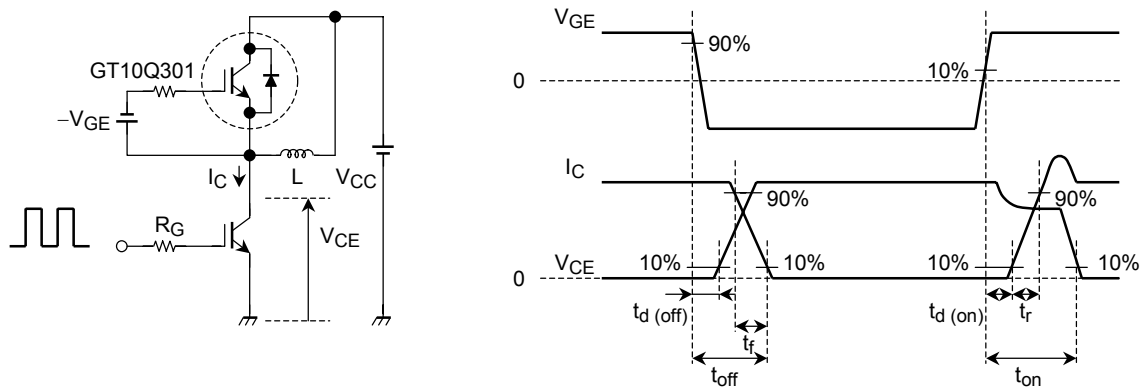 GT10Q301
−VGE
IC
L
VCC
RG
VCE
VGE
90%
0
10%
IC
90%
VCE
0
10%
10%
10%
10%
td (off)
tf
toff
td (on)
tr
ton